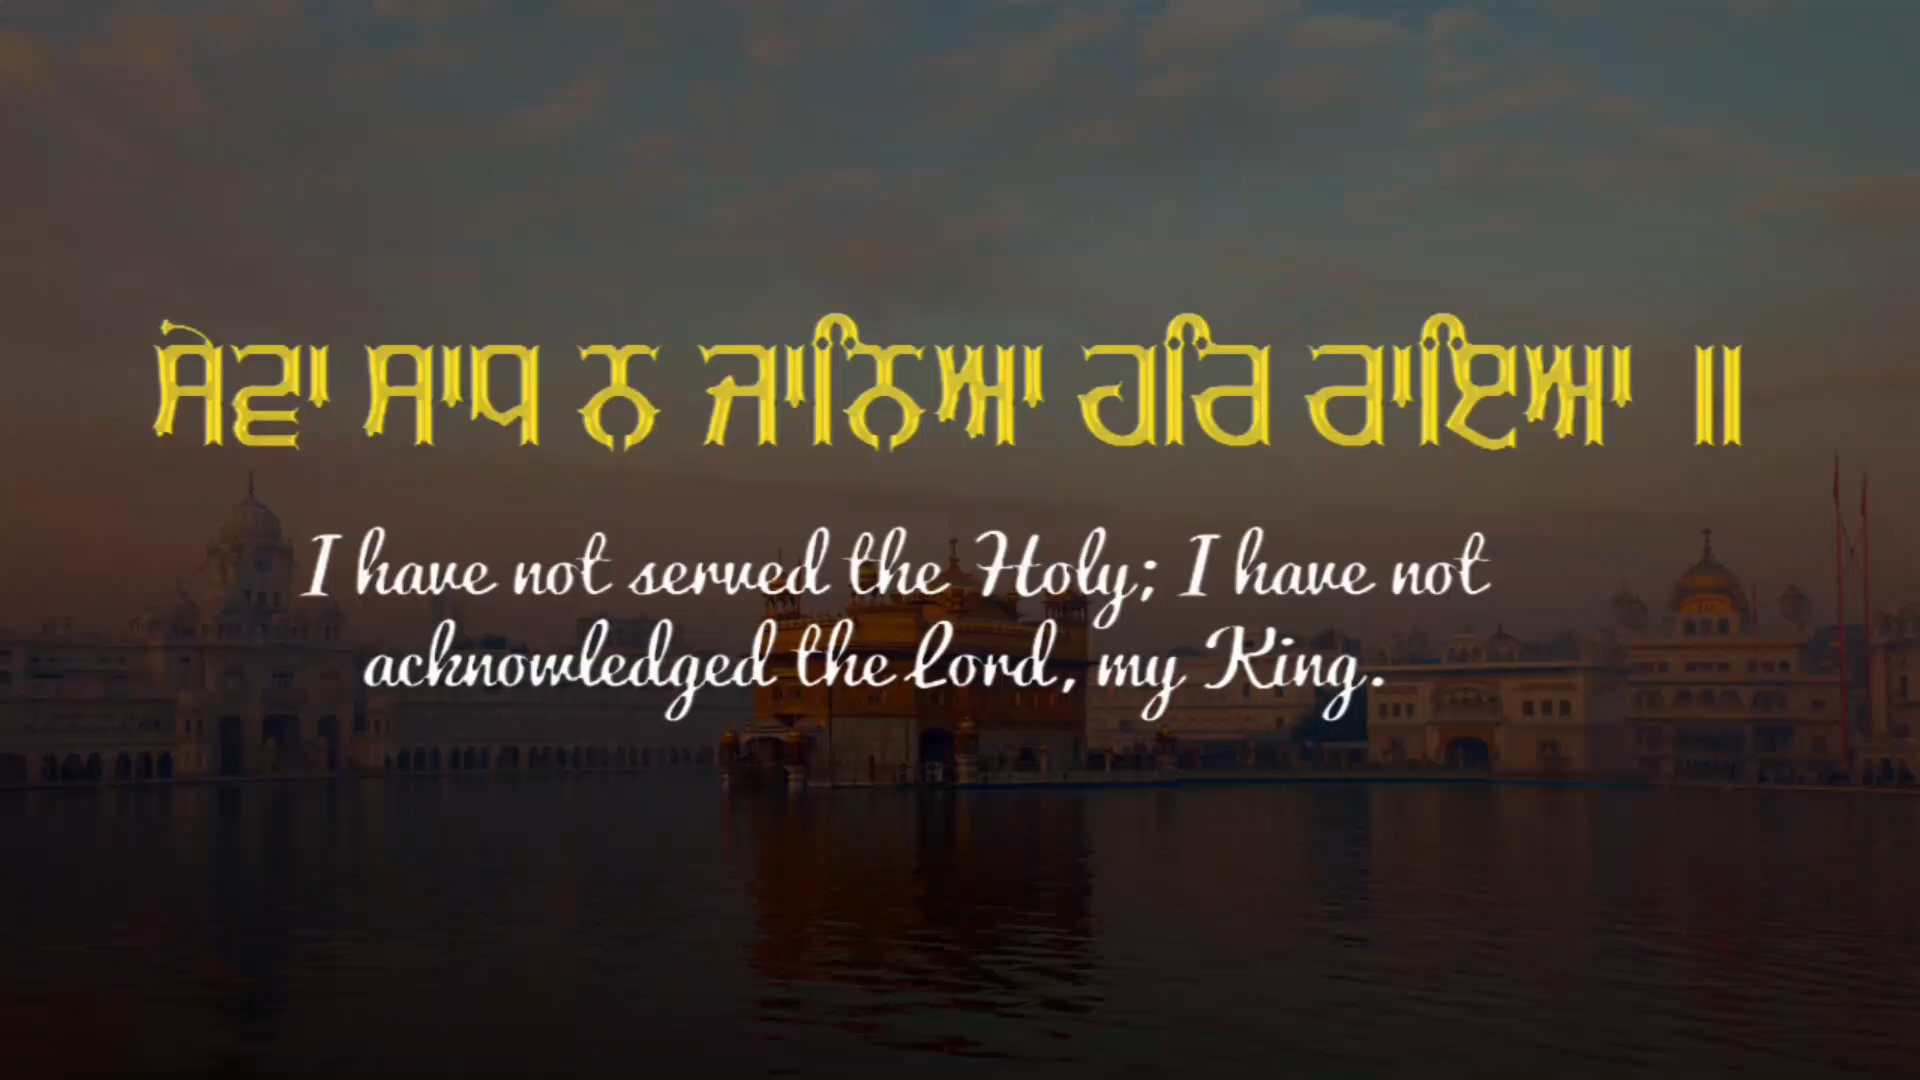 ਸੇਵਾ ਸਾਧ ਨ ਜਾਨਿਆ ਹਰਿ ਰਾਇਆ ॥
I have not served the Holy; I have not
acknowledged the Lord, my King.